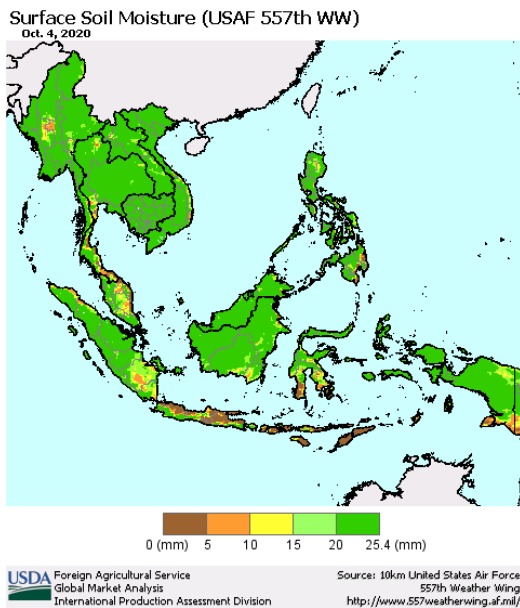 Surface Soil Moisture (USAF 557th WW)
Oct. 4, 2020
0 (mm) 5 10 15 20 25.4 (mm)
USDA Foreign Agricultural Service
Global Market Analysis
International Production Assessment Division
Source: 10km United States Air Force
557th Weather Wing
http://www.557weatherwing.af.mil/